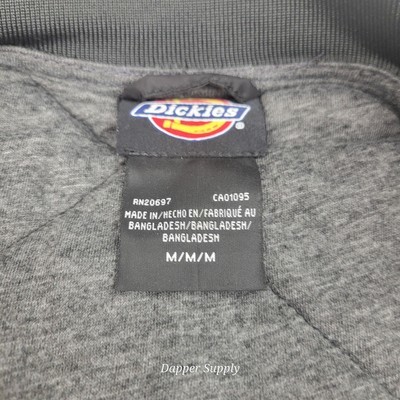 Dickies
RN20697 CA01095
MADE IN/HECHO EN/FABRIQUÉ AU
BANGLADESH/BANGLADESH/
BANGLADESH
M/M/M
Dapper Supply